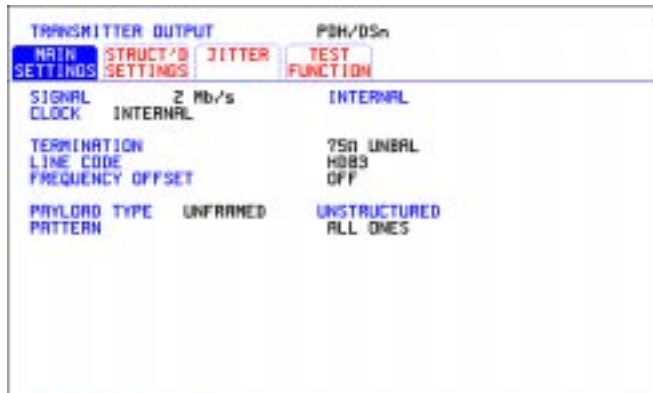 TRANSMITTER OUTPUT PDH/DSn
MAIN SETTINGS STRUCT'D SETTINGS JITTER TEST FUNCTION
SIGNAL 2 Mb/s INTERNAL
CLOCK INTERNAL
TERMINATION 75Ω UNBAL
LINE CODE HDB3
FREQUENCY OFFSET OFF
PAYLOAD TYPE UNFRAMED UNSTRUCTURED
PATTERN ALL ONES